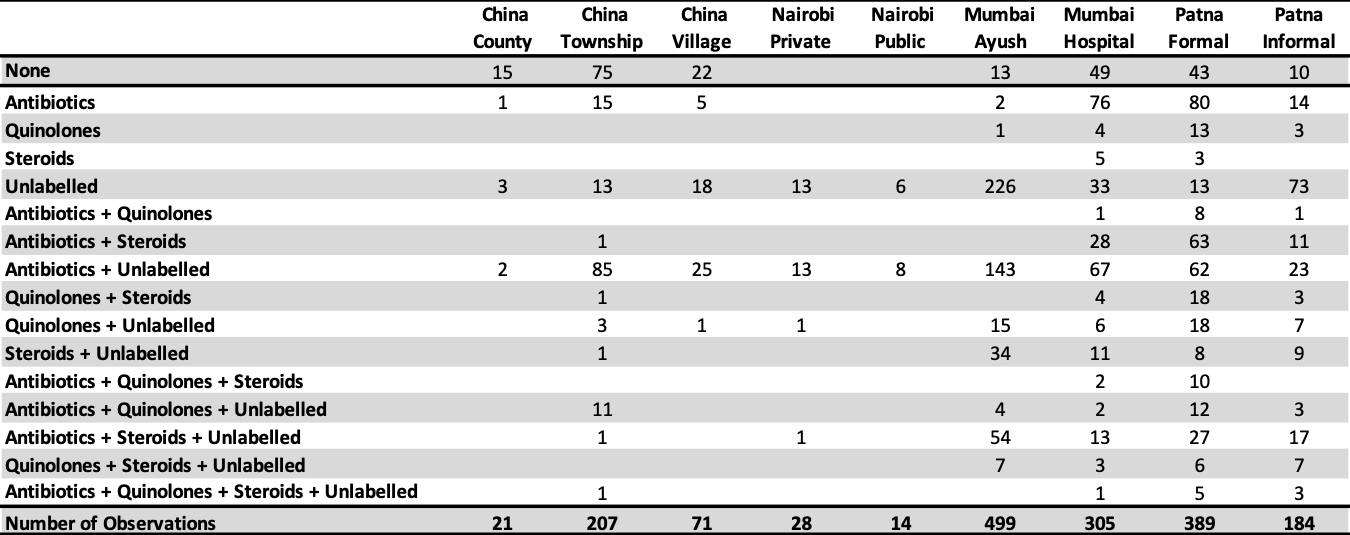 China China China Nairobi Nairobi Mumbai Mumbai Patna Patna
County Township Village Private Public Ayush Hospital Formal Informal
None 15 75 22 13 49 43 10
Antibiotics 1 15 5 2 76 80 14
Quinolones 1 4 13 3
Steroids 5 3
Unlabelled 3 13 18 13 6 226 33 13 73
Antibiotics + Quinolones 1 8 1
Antibiotics + Steroids 1 28 63 11
Antibiotics + Unlabelled 2 85 25 13 8 143 67 62 23
Quinolones + Steroids 1 4 18 3
Quinolones + Unlabelled 3 1 1 15 6 18 7
Steroids + Unlabelled 1 34 11 8 9
Antibiotics + Quinolones + Steroids 2 10
Antibiotics + Quinolones + Unlabelled 11 4 2 12 3
Antibiotics + Steroids + Unlabelled 1 1 54 13 27 17
Quinolones + Steroids + Unlabelled 7 3 6 7
Antibiotics + Quinolones + Steroids + Unlabelled 1 1 5 3
Number of Observations 21 207 71 28 14 499 305 389 184